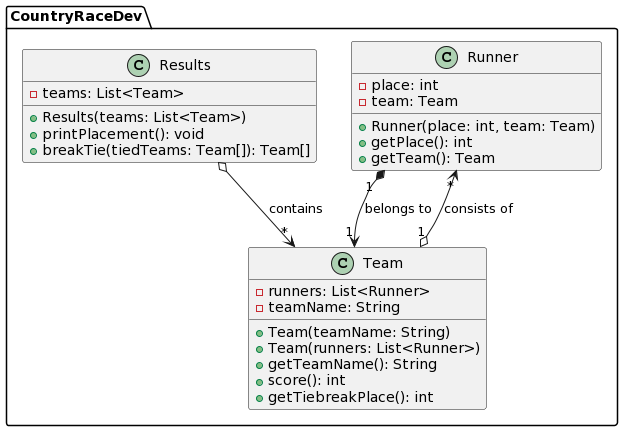 CountryRaceDev
C Results
teams: List<Team>
Results(teams: List<Team>)
printPlacement(): void
breakTie(tiedTeams: Team[]): Team[]
C Runner
place: int
team: Team
Runner(place: int, team: Team)
getPlace(): int
getTeam(): Team
1
*
contains
belongs to
consists of
*
1
1
C Team
runners: List<Runner>
teamName: String
Team(teamName: String)
Team(runners: List<Runner>)
getTeamName(): String
score(): int
getTiebreakPlace(): int